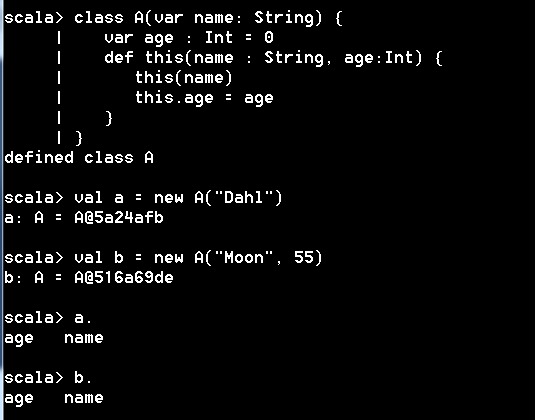 scala> class A(var name: String) {
     |    var age : Int = 0
     |    def this(name : String, age:Int) {
     |       this(name)
     |       this.age = age
     |    }
     | }
defined class A
scala> val a = new A("Dahl")
a: A = A@5a24afb
scala> val b = new A("Moon", 55)
b: A = A@516a69de
scala> a.
age   name
scala> b.
age   name